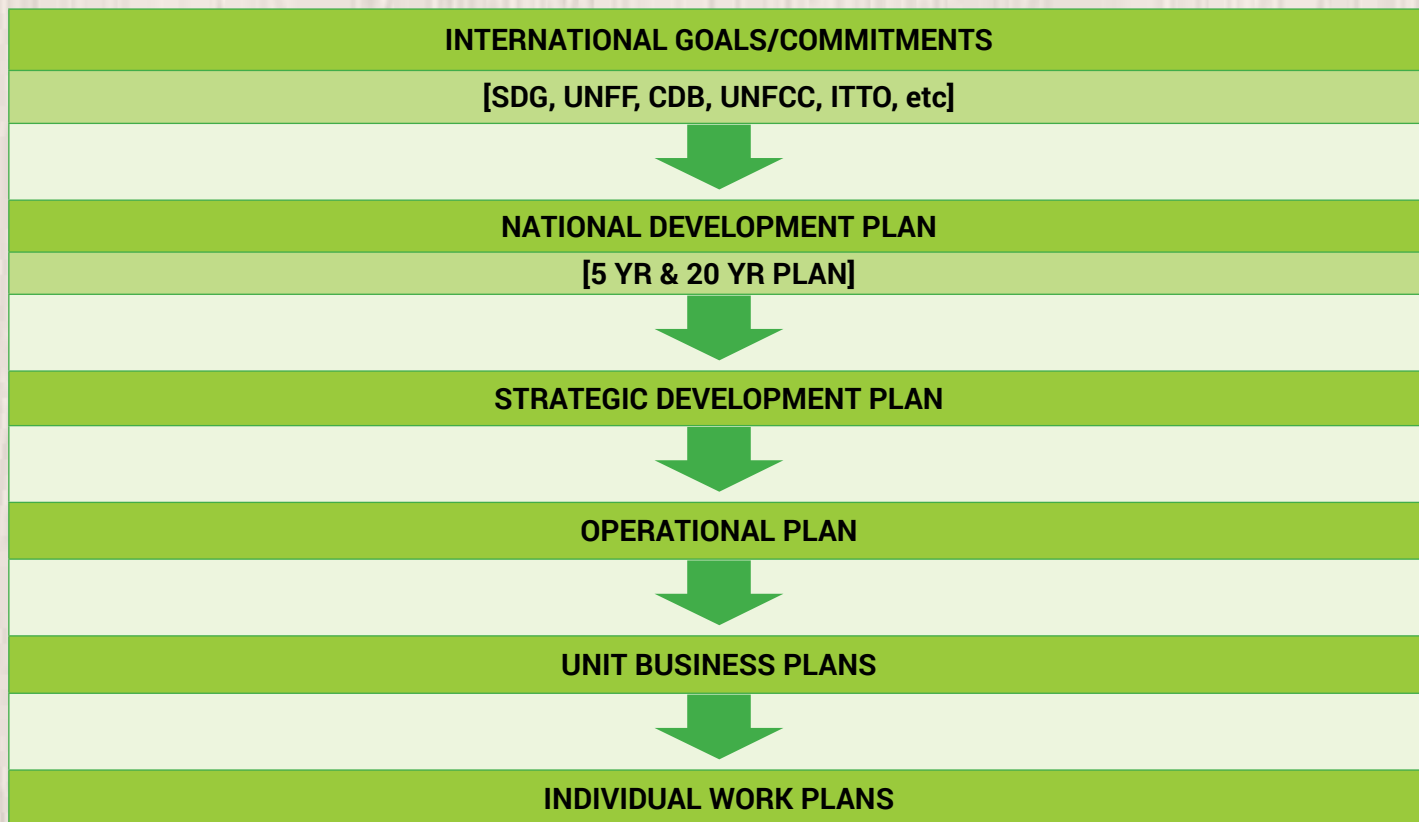 INTERNATIONAL GOALS/COMMITMENTS
[SDG, UNFF, CDB, UNFCC, ITTO, etc]
NATIONAL DEVELOPMENT PLAN
[5 YR & 20 YR PLAN]
STRATEGIC DEVELOPMENT PLAN
OPERATIONAL PLAN
UNIT BUSINESS PLANS
INDIVIDUAL WORK PLANS